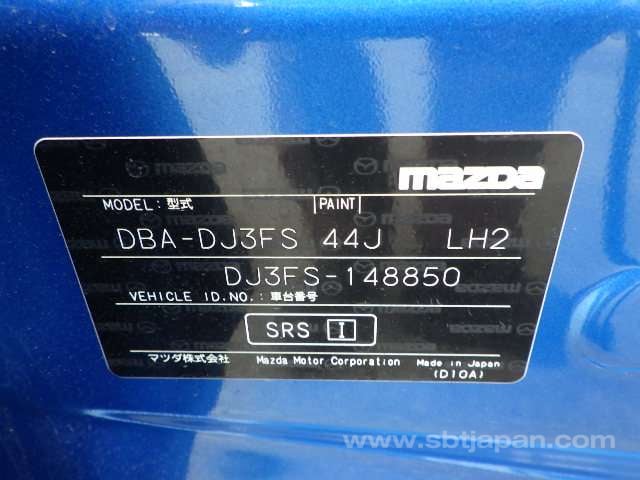 mazda
MODEL: 型式 PAINT
DBA-DJ3FS 44J LH2
DJ3FS-148850
VEHICLE ID.NO.: 車台番号
SRS I
マツダ株式会社 Mazda Motor Corporation Made in Japan
(D10A)
www.sbtjapan.com